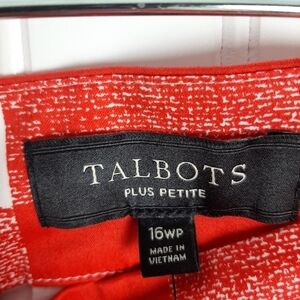 TALBOTS
PLUS PETITE
16WP
MADE IN
VIETNAM